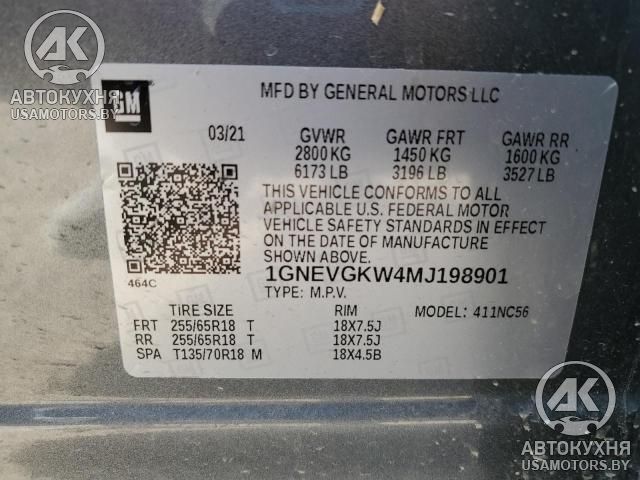 AK
АВТОКУХНЯ
USAMOTORS.BY
GM
MFD BY GENERAL MOTORS LLC
03/21 GVWR GAWR FRT GAWR RR
2800 KG 1450 KG 1600 KG
6173 LB 3196 LB 3527 LB
THIS VEHICLE CONFORMS TO ALL
APPLICABLE U.S. FEDERAL MOTOR
VEHICLE SAFETY STANDARDS IN EFFECT
ON THE DATE OF MANUFACTURE
SHOWN ABOVE.
1GNEVGKW4MJ198901
464C
TYPE: M.P.V.
TIRE SIZE RIM MODEL: 411NC56
FRT 255/65R18 T 18X7.5J
RR 255/65R18 T 18X7.5J
SPA T135/70R18 M 18X4.5B
AK
АВТОКУХНЯ
USAMOTORS.BY